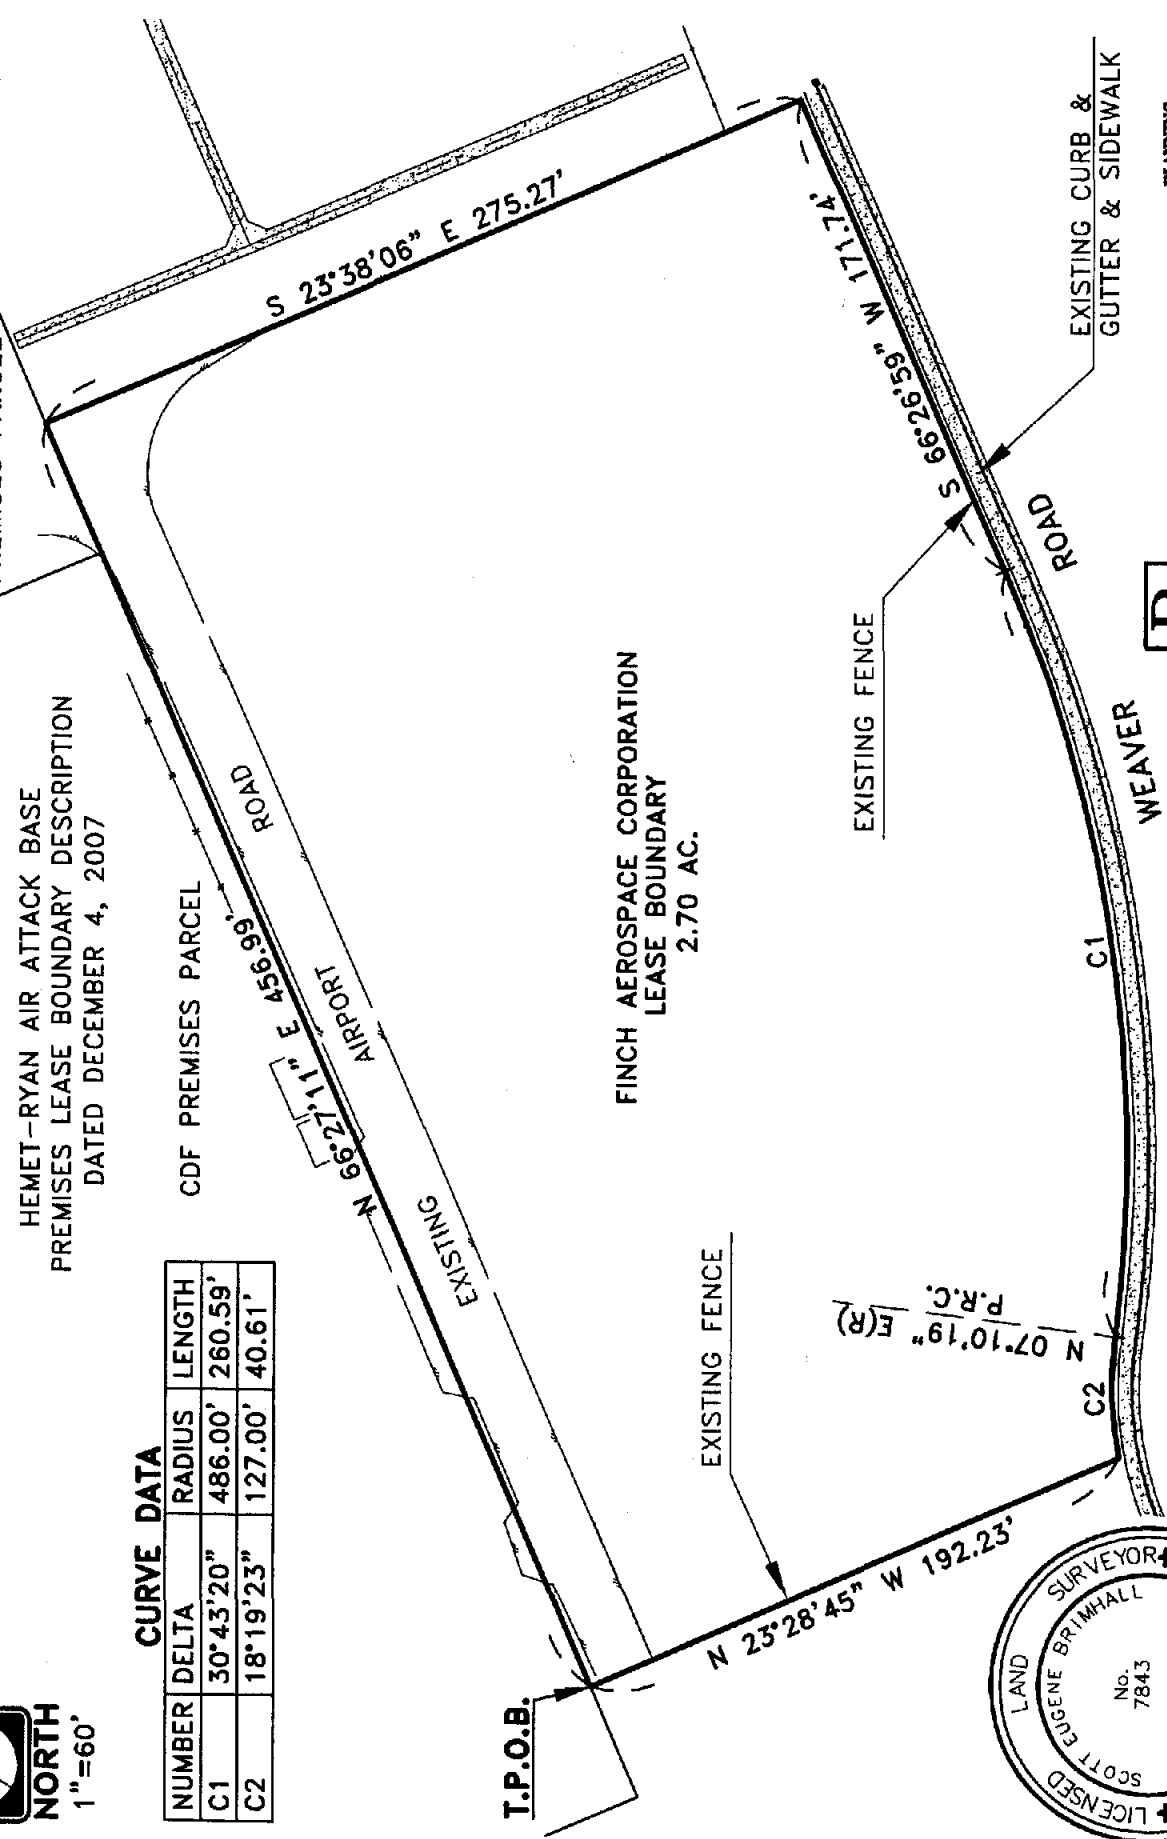 HEMET-RYAN AIR ATTACK BASE
PREMISES LEASE BOUNDARY DESCRIPTION
DATED DECEMBER 4, 2007
CDF PREMISES PARCEL
NORTH
1"=60'
CURVE DATA
NUMBER DELTA RADIUS LENGTH
C1 30°43'20" 486.00' 260.59'
C2 18°19'23" 127.00' 40.61'
N 66°27'11" E 456.99'
S 23°38'06" E 275.27'
EXISTING AIRPORT ROAD
FINCH AEROSPACE CORPORATION
LEASE BOUNDARY
2.70 AC.
S 66°26'59" W 171.74'
EXISTING FENCE
EXISTING CURB &
GUTTER & SIDEWALK
WEAVER ROAD
C1
N 07°10'19" E(R)
P.R.C.
C2
EXISTING FENCE
N 23°28'45" W 192.23'
T.P.O.B.
LICENSED LAND SURVEYOR
SCOTT EUGENE BRIMHALL
No.
7843